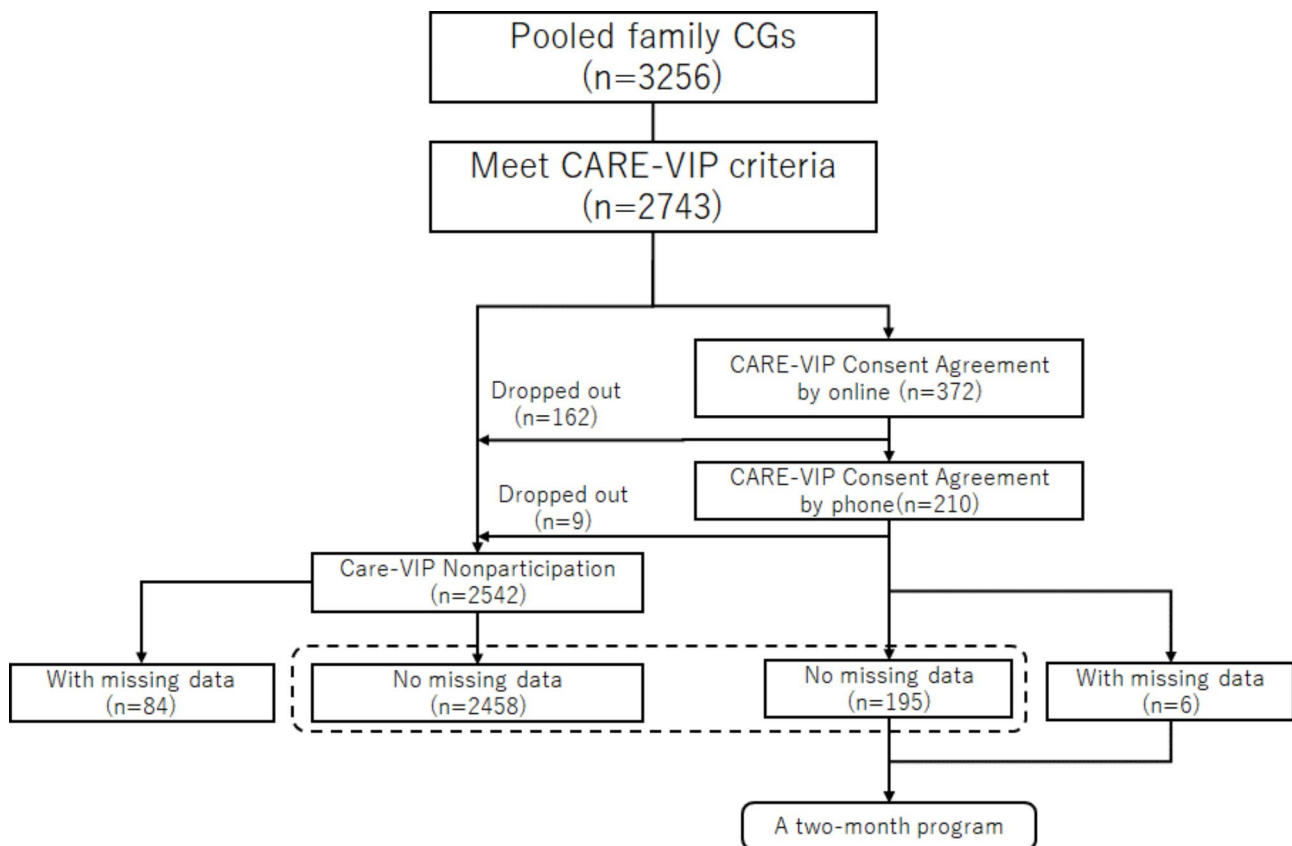 Pooled family CGs
(n=3256)
Meet CARE-VIP criteria
(n=2743)
CARE-VIP Consent Agreement
by online (n=372)
Dropped out
(n=162)
CARE-VIP Consent Agreement
by phone(n=210)
Dropped out
(n=9)
Care-VIP Nonparticipation
(n=2542)
With missing data
(n=84)
No missing data
(n=2458)
No missing data
(n=195)
With missing data
(n=6)
A two-month program